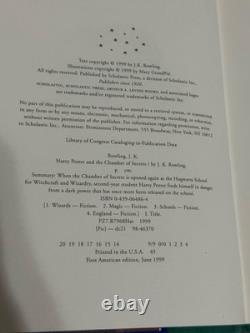 Text copyright © 1999 by J.K. Rowling.
Illustrations copyright © 1999 by Mary GrandPré.
Published by Scholastic Press, a division of Scholastic Inc.,
Publishers since 1920.
SCHOLASTIC, SCHOLASTIC PRESS, ARTHUR A. LEVINE BOOKS, and associated logos
are trademarks and/or registered trademarks of Scholastic Inc.
No part of this publication may be reproduced, stored in a retrieval system, or transmitted
in any form or by any means, electronic, mechanical, photocopying, recording, or otherwise,
without written permission of the publisher. For information regarding permission, write
to Scholastic Inc., Attention: Permissions Department, 555 Broadway, New York, NY
Library of Congress Cataloging-in-Publication Data
Rowling, J. K.
Harry Potter and the Chamber of Secrets / by J. K. Rowling.
p. cm.
Summary: When the Chamber of Secrets is opened again at the Hogwarts School
for Witchcraft and Wizardry, second-year student Harry Potter finds himself in danger
from a dark power that has once more been released on the school.
ISBN 0-439-06486-4
[1. Wizards — Fiction. 2. Magic — Fiction. 3. Schools — Fiction.
4. England — Fiction.] I. Title.
PZ7.R79835 1999
[Fic] — dc21 98-46370
20 19 18 17 16 15 14 9/9 0/0 1 2 3 4
Printed in the U.S.A.
First American edition, June 1999